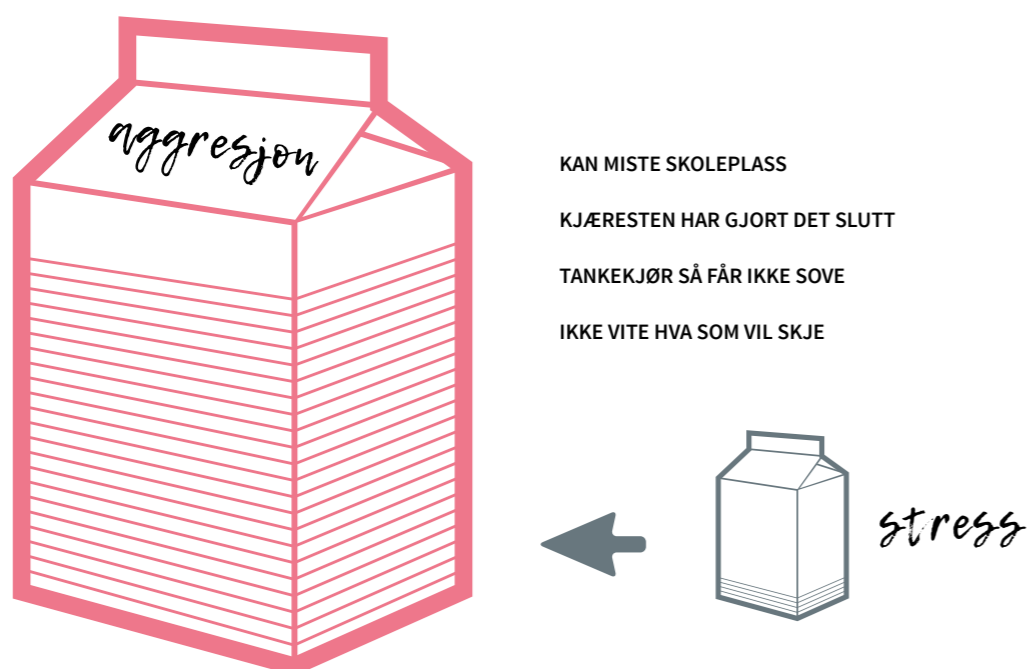 aggresjon
KAN MISTE SKOLEPLASS
KJÆRESTEN HAR GJORT DET SLUTT
TANKEKJØR SÅ FÅR IKKE SOVE
IKKE VITE HVA SOM VIL SKJE
stress